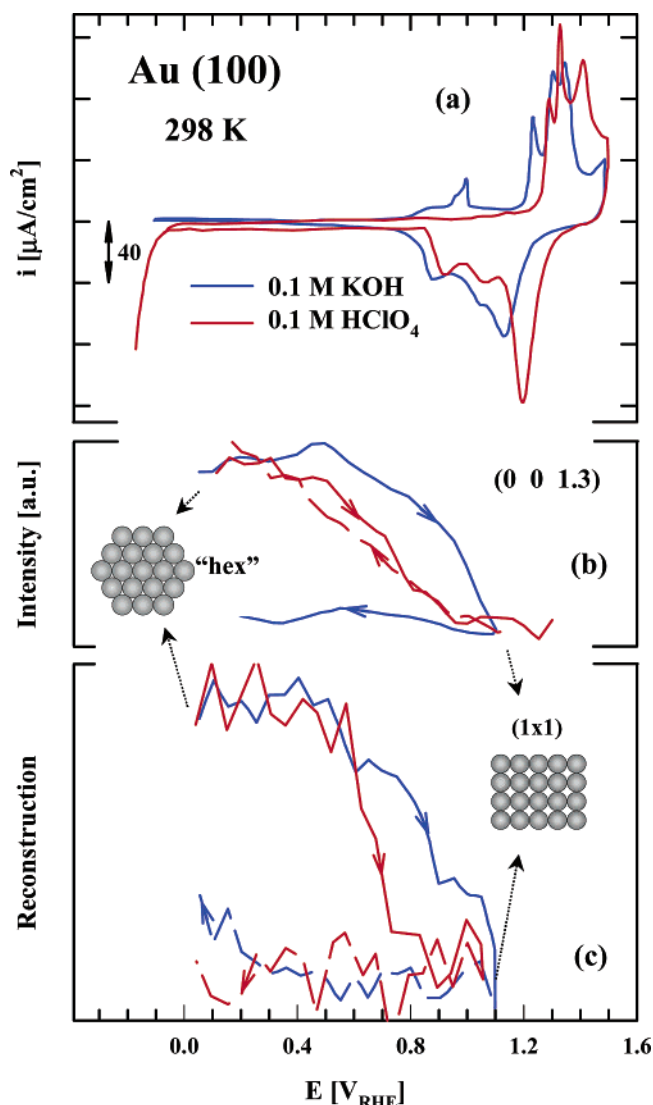 Au (100)
298 K
(a)
i [µA/cm²]
40
0.1 M KOH
0.1 M HClO₄
Intensity [a.u.]
(0 0 1.3)
"hex"
(b)
(1x1)
Reconstruction
(c)
0.0 0.4 0.8 1.2 1.6
E [V_RHE]